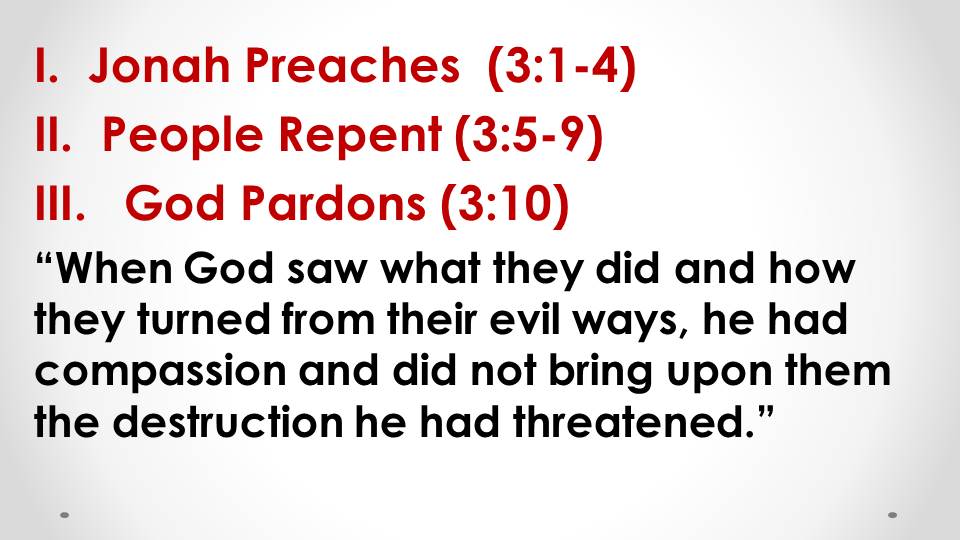 I.  Jonah Preaches  (3:1-4)
II.  People Repent (3:5-9)
III.   God Pardons (3:10)
“When God saw what they did and how
they turned from their evil ways, he had
compassion and did not bring upon them
the destruction he had threatened.”